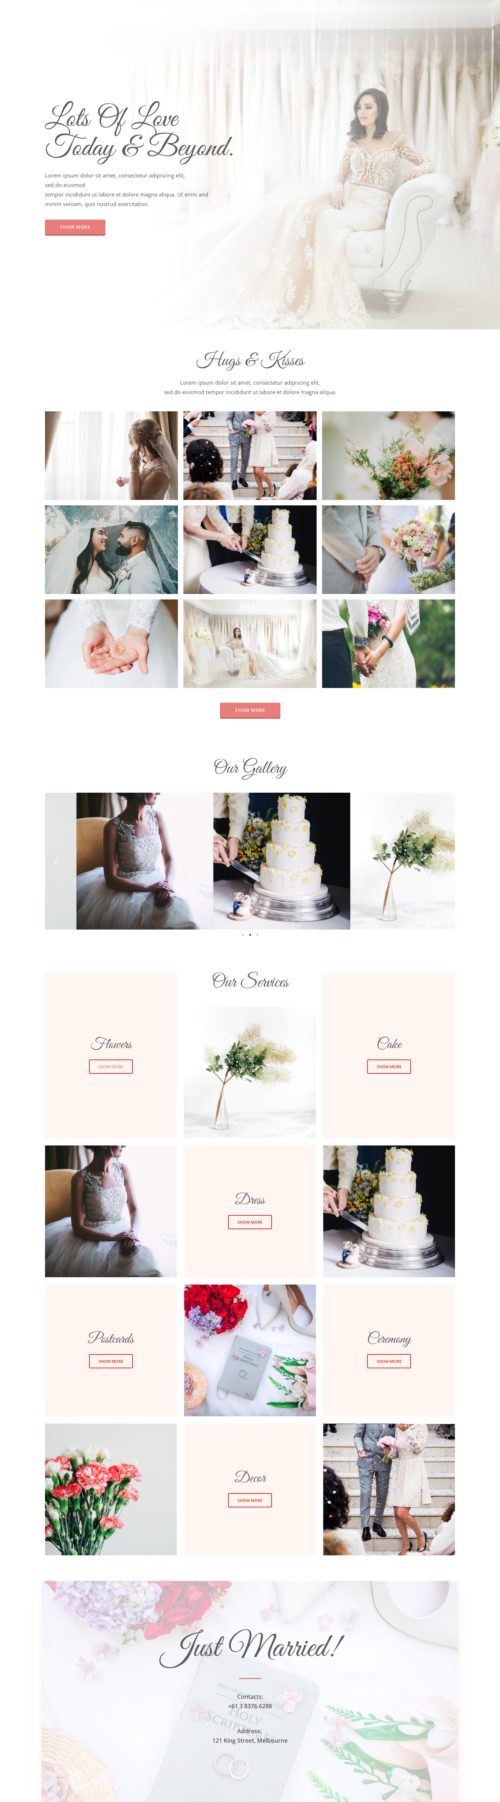 Lots Of Love
Today & Beyond.
Lorem ipsum dolor sit amet, consectetur adipiscing elit,
sed do eiusmod
tempor incididunt ut labore et dolore magna aliqua. Ut enim and
minim veniam, quis nostrud exercitation.
SHOW MORE
Hugs & Kisses
Lorem ipsum dolor sit amet, consectetur adipiscing elit,
sed do eiusmod tempor incididunt ut labore et dolore magna aliqua.
SHOW MORE
Our Gallery
Our Services
Flowers
SHOW MORE
Cake
SHOW MORE
Dress
SHOW MORE
Postcards
SHOW MORE
HOLY
SCRIPTURES
Ceremony
SHOW MORE
Decor
SHOW MORE
Just Married!
Contacts:
+61 3 8376 6288
HOLY
Address:
121 King Street, Melbourne